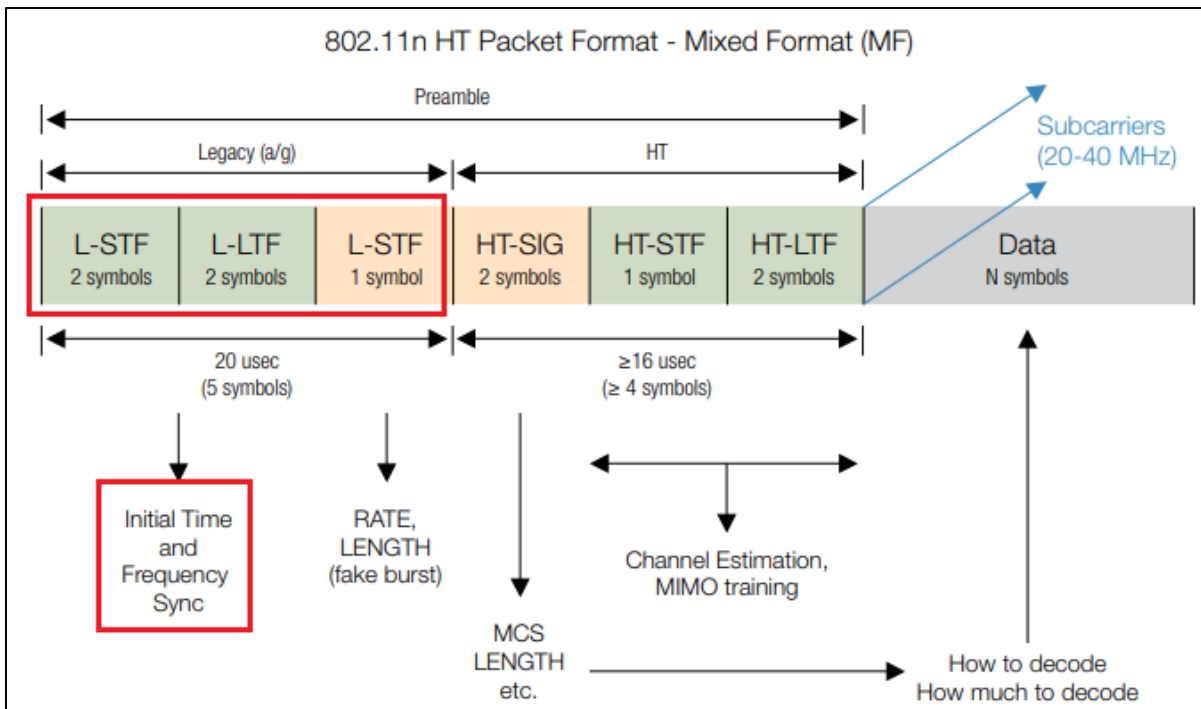 802.11n HT Packet Format - Mixed Format (MF)
Preamble
Subcarriers
(20-40 MHz)
Legacy (a/g)
HT
L-STF
2 symbols
L-LTF
2 symbols
L-STF
1 symbol
HT-SIG
2 symbols
HT-STF
1 symbol
HT-LTF
2 symbols
Data
N symbols
20 usec
(5 symbols)
≥16 usec
(≥ 4 symbols)
Initial Time
and
Frequency
Sync
RATE,
LENGTH
(fake burst)
Channel Estimation,
MIMO training
MCS
LENGTH
etc.
How to decode
How much to decode